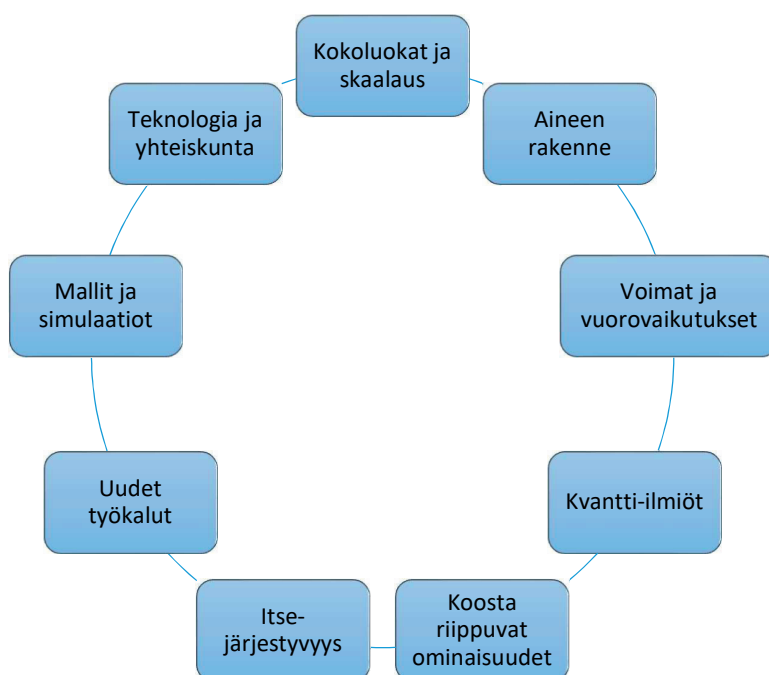 Kokoluokat ja
skaalaus
Aineen
rakenne
Voimat ja
vuorovaikutukset
Kvantti-ilmiöt
Koosta
riippuvat
ominaisuudet
Itse-
järjestyvyys
Uudet
työkalut
Mallit ja
simulaatiot
Teknologia ja
yhteiskunta